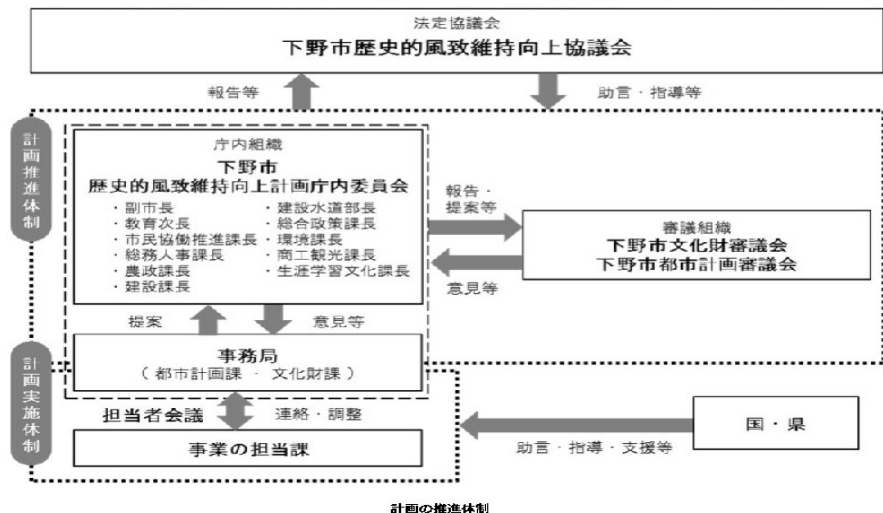 法定協議会
下野市歴史的風致維持向上協議会
報告等
助言・指導等
計画推進体制
庁内組織
下野市
歴史的風致維持向上計画庁内委員会
・副市長
・教育次長
・市民協働推進課長
・総務人事課長
・農政課長
・建設課長
・建設水道部長
・総合政策課長
・環境課長
・商工観光課長
・生涯学習文化課長
報告・
提案等
審議組織
下野市文化財審議会
下野市都市計画審議会
意見等
提案
意見等
事務局
（ 都市計画課 ・ 文化財課 ）
計画実施体制
担当者会議
連絡・調整
事業の担当課
国・県
助言・指導・支援等
計画の推進体制